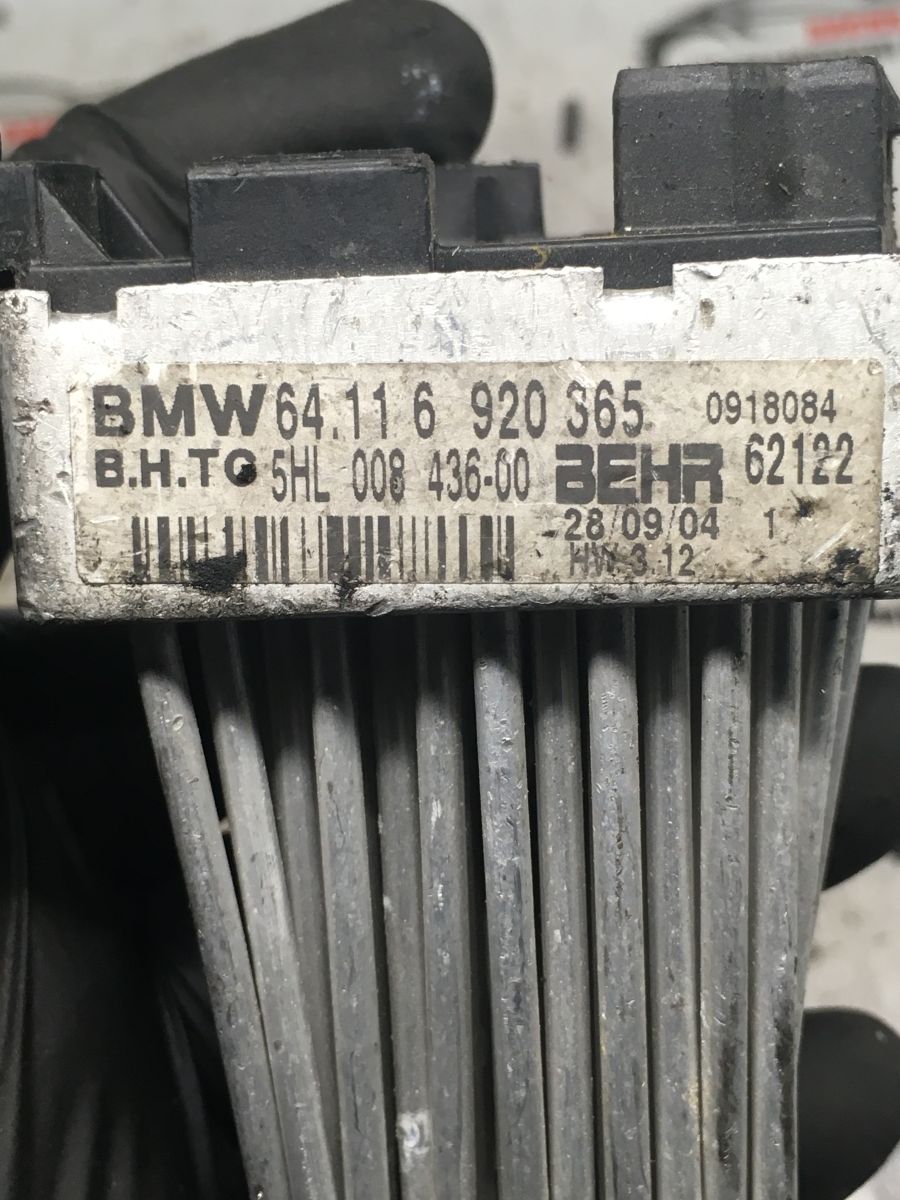 BMW 64.11 6 920 365 0918084
B.H.TC 5HL 008 436-00 BEHR 62122
28/09/04 1
HW 3.12